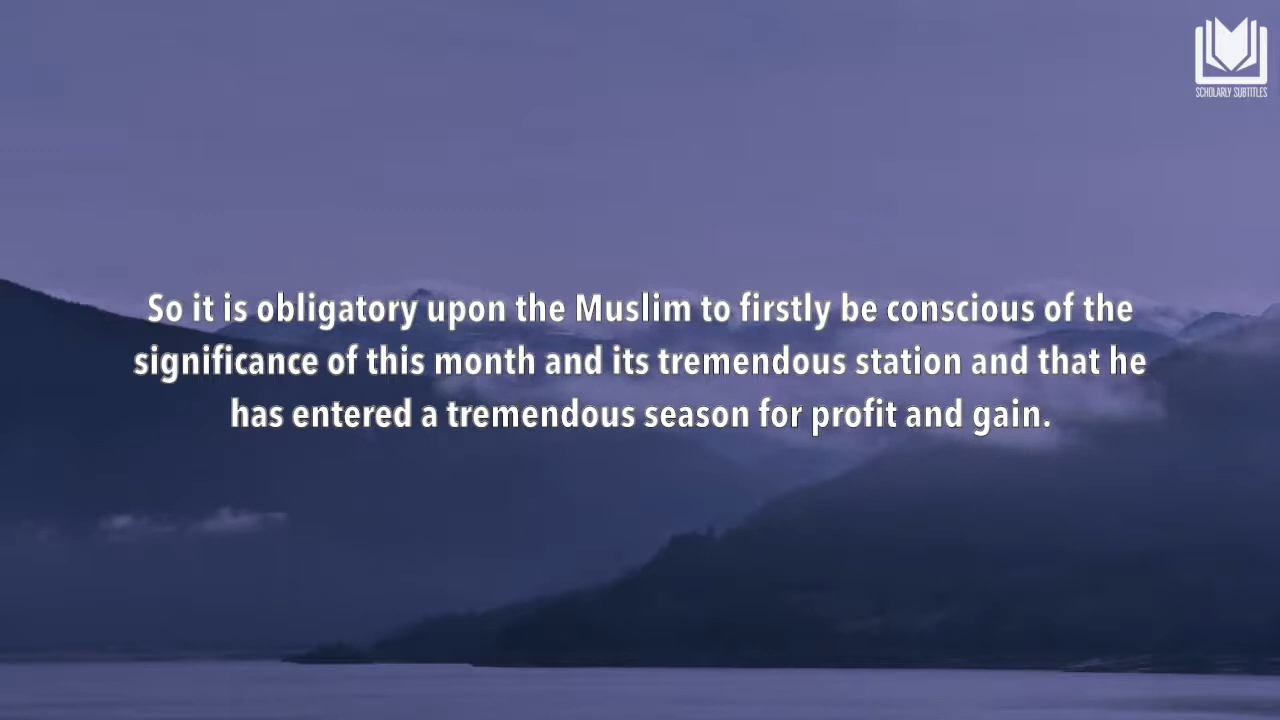 SCHOLARLY SUBTITLES
So it is obligatory upon the Muslim to firstly be conscious of the
significance of this month and its tremendous station and that he
has entered a tremendous season for profit and gain.